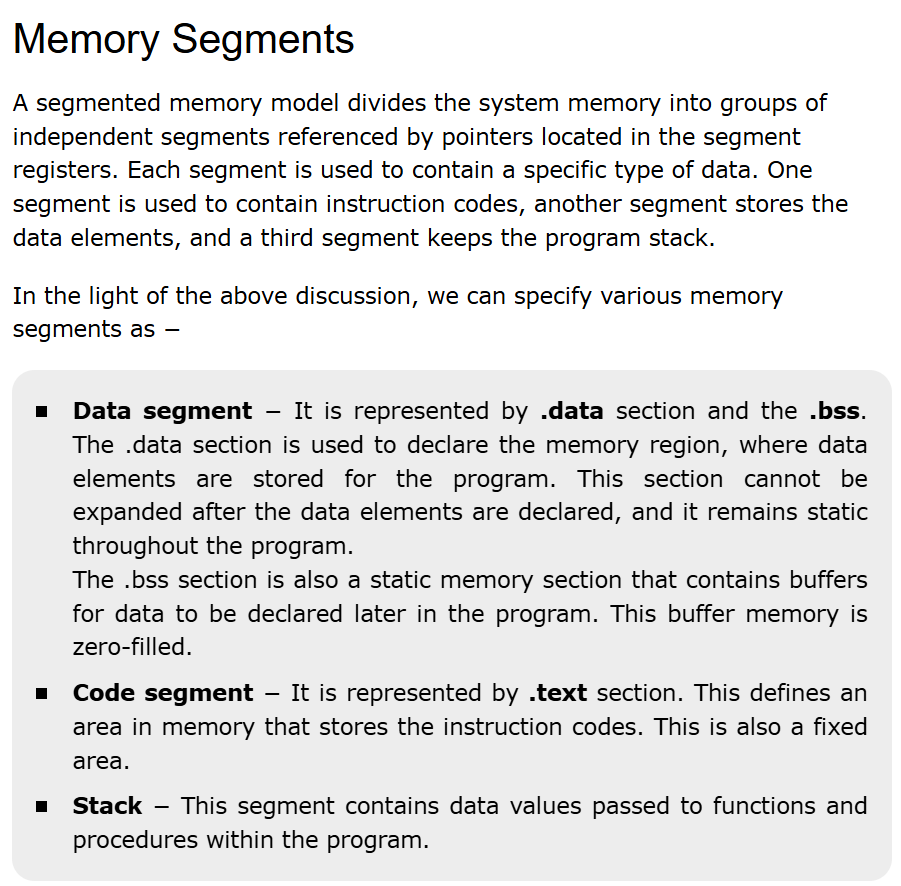 Memory Segments
A segmented memory model divides the system memory into groups of
independent segments referenced by pointers located in the segment
registers. Each segment is used to contain a specific type of data. One
segment is used to contain instruction codes, another segment stores the
data elements, and a third segment keeps the program stack.
In the light of the above discussion, we can specify various memory
segments as −
▪ Data segment − It is represented by .data section and the .bss.
The .data section is used to declare the memory region, where data
elements are stored for the program. This section cannot be
expanded after the data elements are declared, and it remains static
throughout the program.
The .bss section is also a static memory section that contains buffers
for data to be declared later in the program. This buffer memory is
zero-filled.
▪ Code segment − It is represented by .text section. This defines an
area in memory that stores the instruction codes. This is also a fixed
area.
▪ Stack − This segment contains data values passed to functions and
procedures within the program.